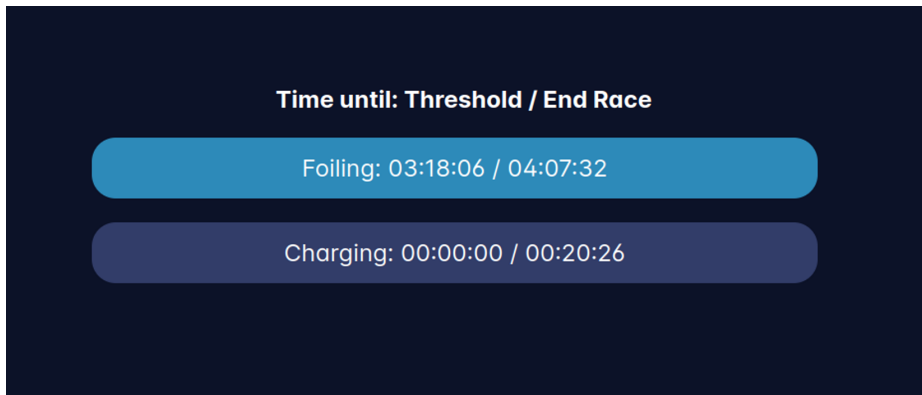 Time until: Threshold / End Race
Foiling: 03:18:06 / 04:07:32
Charging: 00:00:00 / 00:20:26